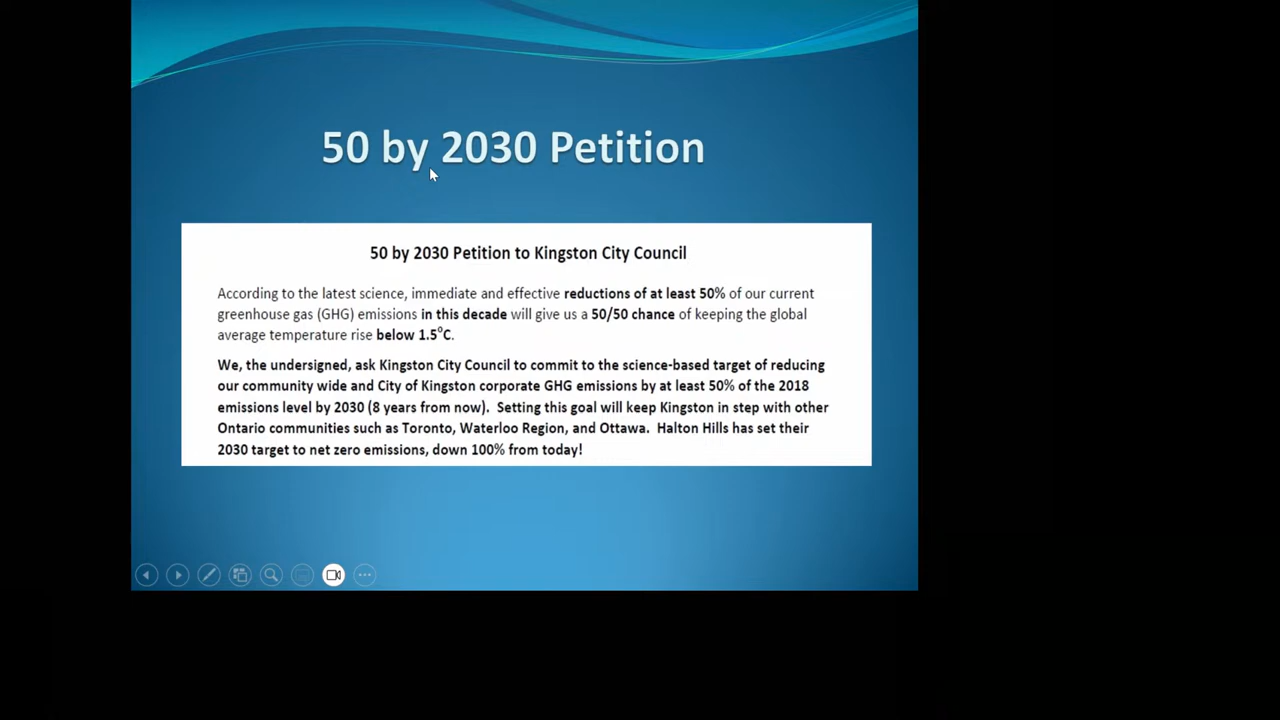 50 by 2030 Petition
50 by 2030 Petition to Kingston City Council
According to the latest science, immediate and effective reductions of at least 50% of our current
greenhouse gas (GHG) emissions in this decade will give us a 50/50 chance of keeping the global
average temperature rise below 1.5°C.
We, the undersigned, ask Kingston City Council to commit to the science-based target of reducing
our community wide and City of Kingston corporate GHG emissions by at least 50% of the 2018
emissions level by 2030 (8 years from now). Setting this goal will keep Kingston in step with other
Ontario communities such as Toronto, Waterloo Region, and Ottawa. Halton Hills has set their
2030 target to net zero emissions, down 100% from today!